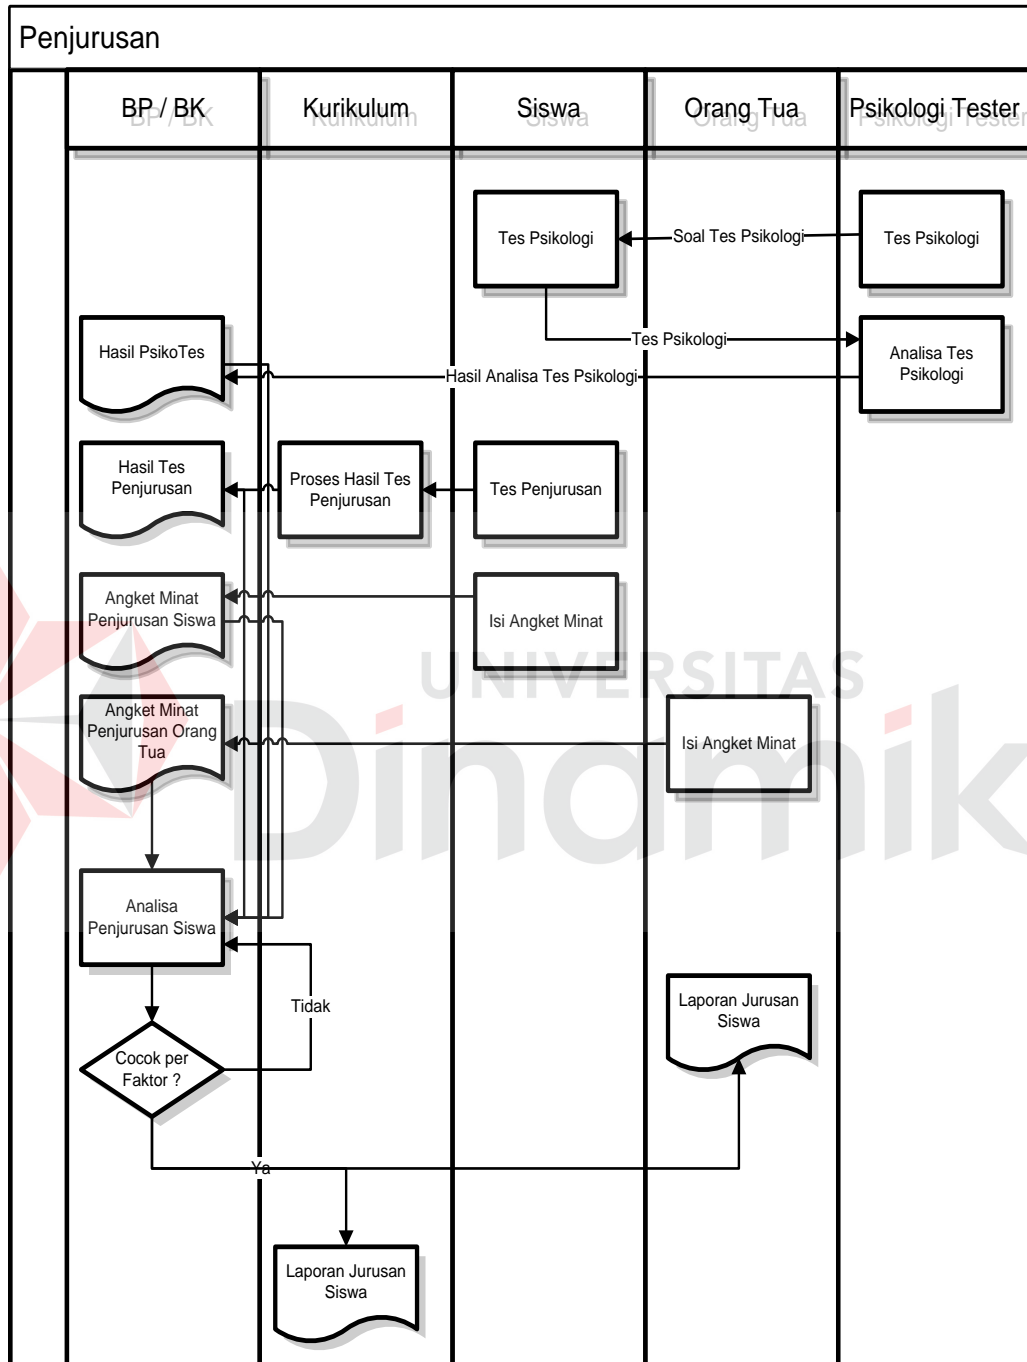 Penjurusan
BP / BK
Kurikulum
Siswa
Orang Tua
Psikologi Tester
Tes Psikologi
Soal Tes Psikologi
Tes Psikologi
Hasil PsikoTes
Tes Psikologi
Analisa Tes
Psikologi
Hasil Analisa Tes Psikologi
Hasil Tes
Penjurusan
Proses Hasil Tes
Penjurusan
Tes Penjurusan
Angket Minat
Penjurusan Siswa
Isi Angket Minat
UNIVERSITAS
Dinamika
Angket Minat
Penjurusan Orang
Tua
Isi Angket Minat
Analisa
Penjurusan Siswa
Tidak
Laporan Jurusan
Siswa
Cocok per
Faktor ?
Ya
Laporan Jurusan
Siswa